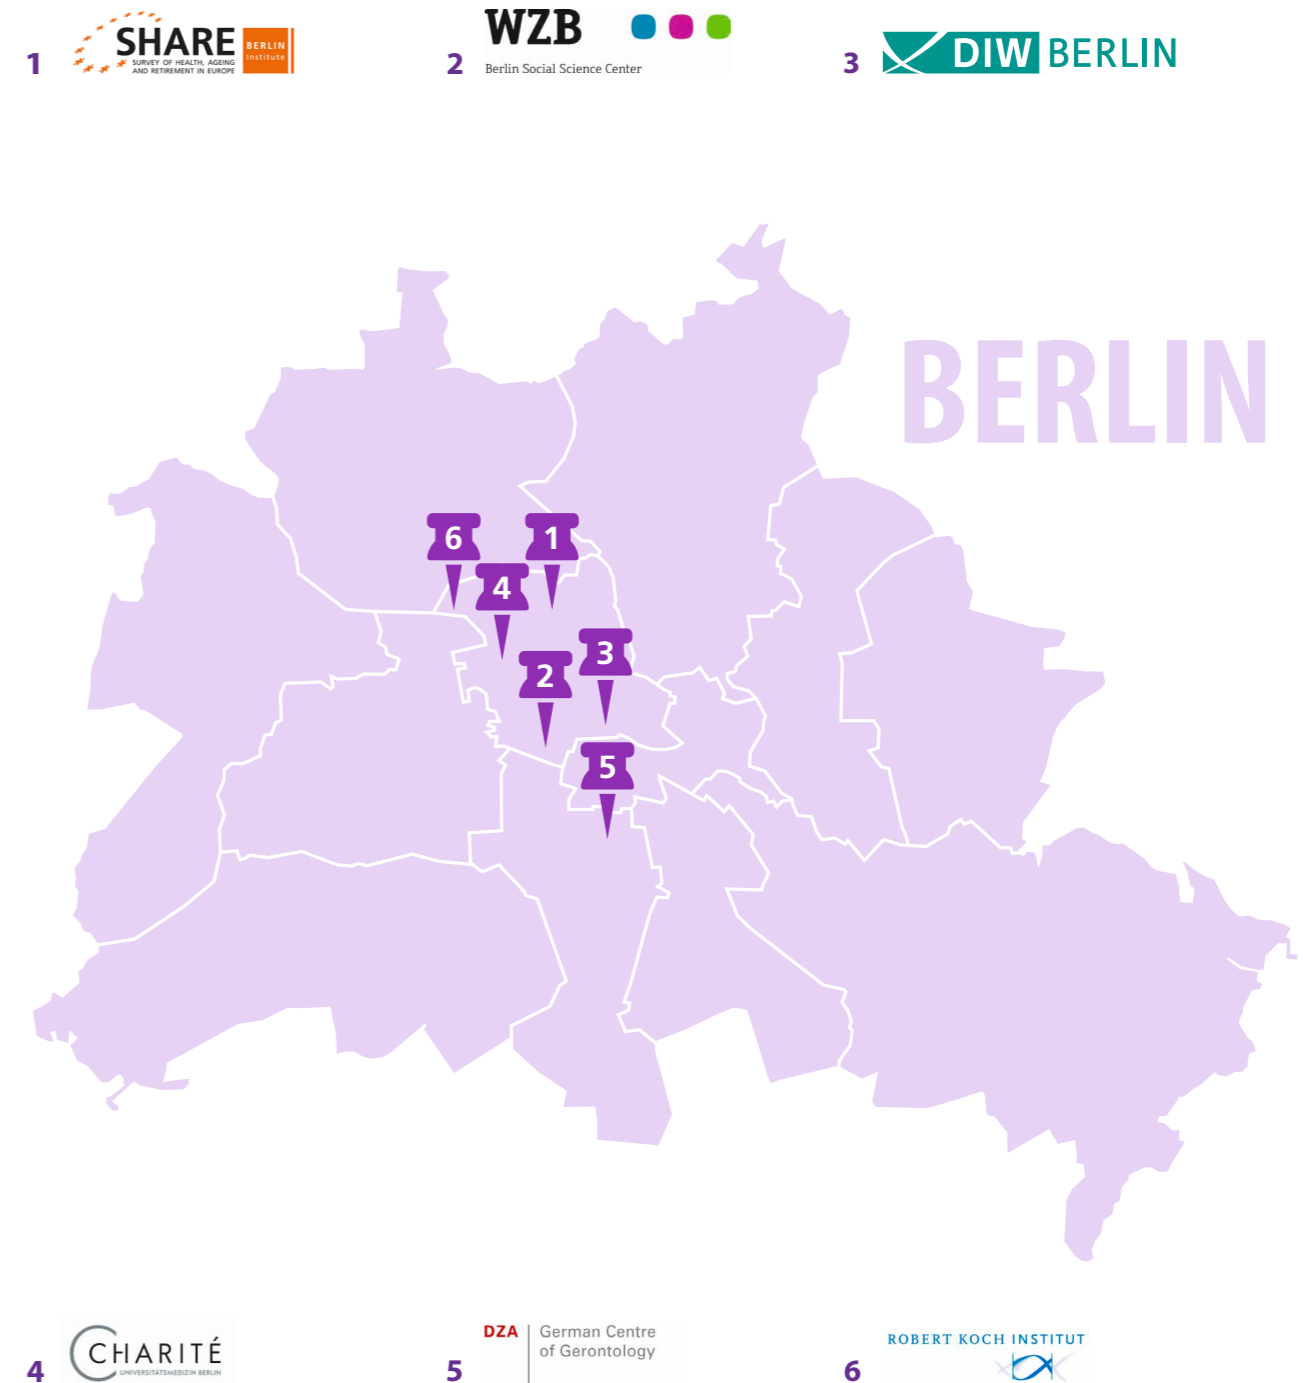 1
SHARE
SURVEY OF HEALTH, AGEING
AND RETIREMENT IN EUROPE
BERLIN
Institute
2
WZB
Berlin Social Science Center
3
DIW BERLIN
BERLIN
6
1
4
3
2
5
4
CHARITÉ
UNIVERSITÄTSMEDIZIN BERLIN
5
DZA
German Centre
of Gerontology
6
ROBERT KOCH INSTITUT